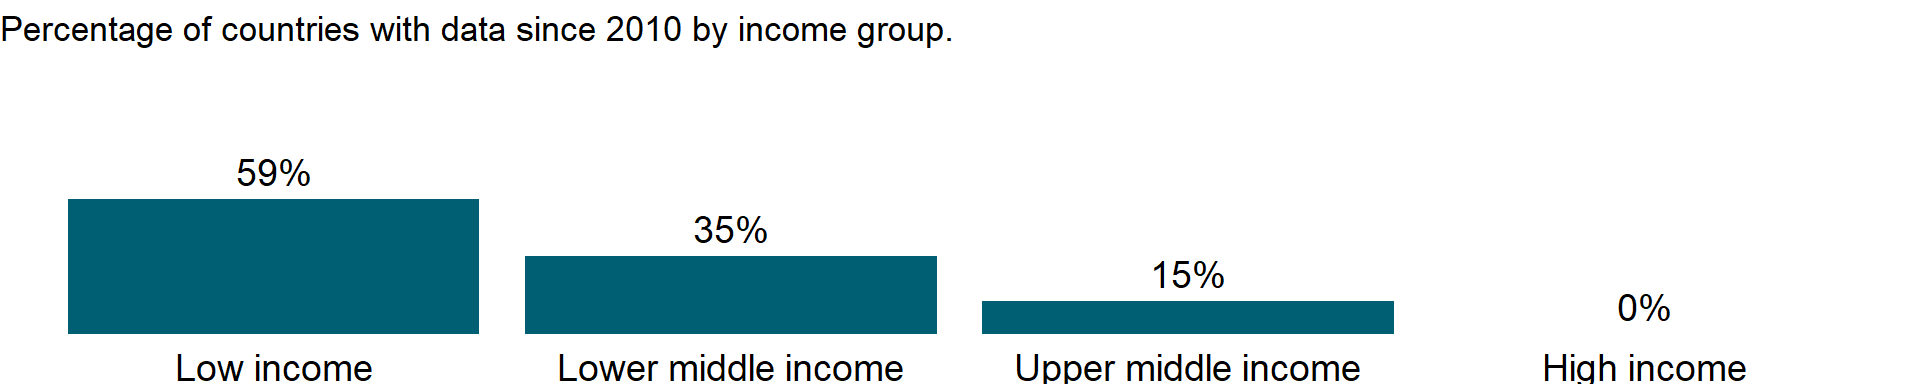 Percentage of countries with data since 2010 by income group.
59%
35%
15%
0%
Low income
Lower middle income
Upper middle income
High income